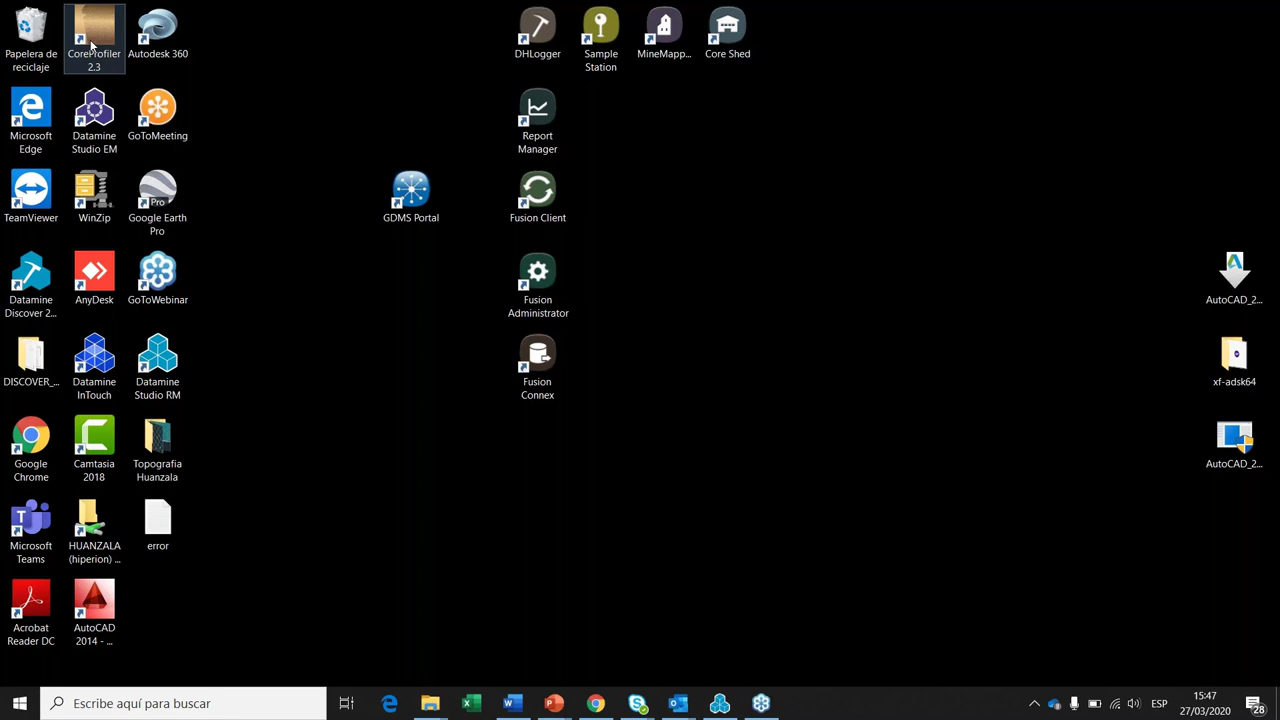 Papelera de
reciclaje
CoreProfiler
2.3
Autodesk 360
DHLogger
Sample
Station
MineMapp...
Core Shed
Microsoft
Edge
Datamine
Studio EM
GoToMeeting
Report
Manager
TeamViewer
WinZip
Pro
Google Earth
Pro
GDMS Portal
Fusion Client
Datamine
Discover 2...
AnyDesk
GoToWebinar
Fusion
Administrator
AutoCAD_2...
DISCOVER_...
Datamine
InTouch
Datamine
Studio RM
Fusion
Connex
xf-adsk64
Google
Chrome
Camtasia
2018
Topografia
Huanzala
AutoCAD_2...
Microsoft
Teams
HUANZALA
(hiperion) ...
error
Acrobat
Reader DC
AutoCAD
2014 - ...
Escribe aquí para buscar
ESP
15:47
27/03/2020
28